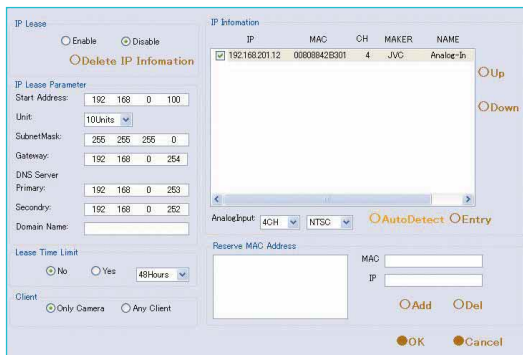 IP Lease
Enable Disable
Delete IP Infomation
IP Lease Parameter
Start Address: 192 168 0 100
Unit: 10Units
SubnetMask: 255 255 255 0
Gateway: 192 168 0 254
DNS Server
Primary: 192 168 0 253
Secondry: 192 168 0 252
Domain Name:
Lease Time Limit
No Yes 48Hours
Client
Only Camera Any Client
IP Infomation
IP MAC CH MAKER NAME
192.168.201.12 00808842B301 4 JVC Analog-In
Up
Down
AnalogInput: 4CH NTSC AutoDetect Entry
Reserve MAC Address
MAC
IP
Add Del
OK Cancel